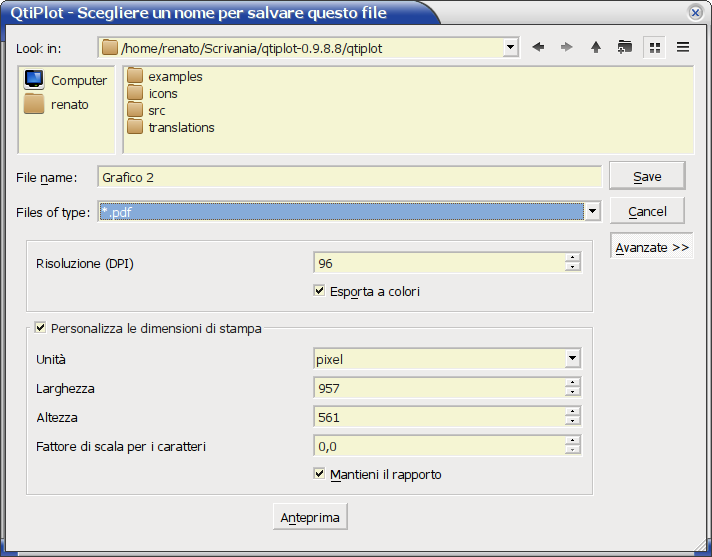 QtiPlot - Scegliere un nome per salvare questo file
Look in: /home/renato/Scrivania/qtiplot-0.9.8.8/qtiplot
Computer
renato
examples
icons
src
translations
File name: Grafico 2 Save
Files of type: *.pdf Cancel
Avanzate >>
Risoluzione (DPI) 96
Esporta a colori
Personalizza le dimensioni di stampa
Unità pixel
Larghezza 957
Altezza 561
Fattore di scala per i caratteri 0,0
Mantieni il rapporto
Anteprima